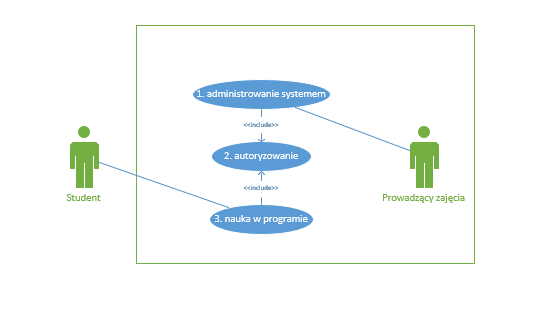 1. administrowanie systemem
<<include>>
2. autoryzowanie
<<include>>
3. nauka w programie
Student
Prowadzący zajęcia